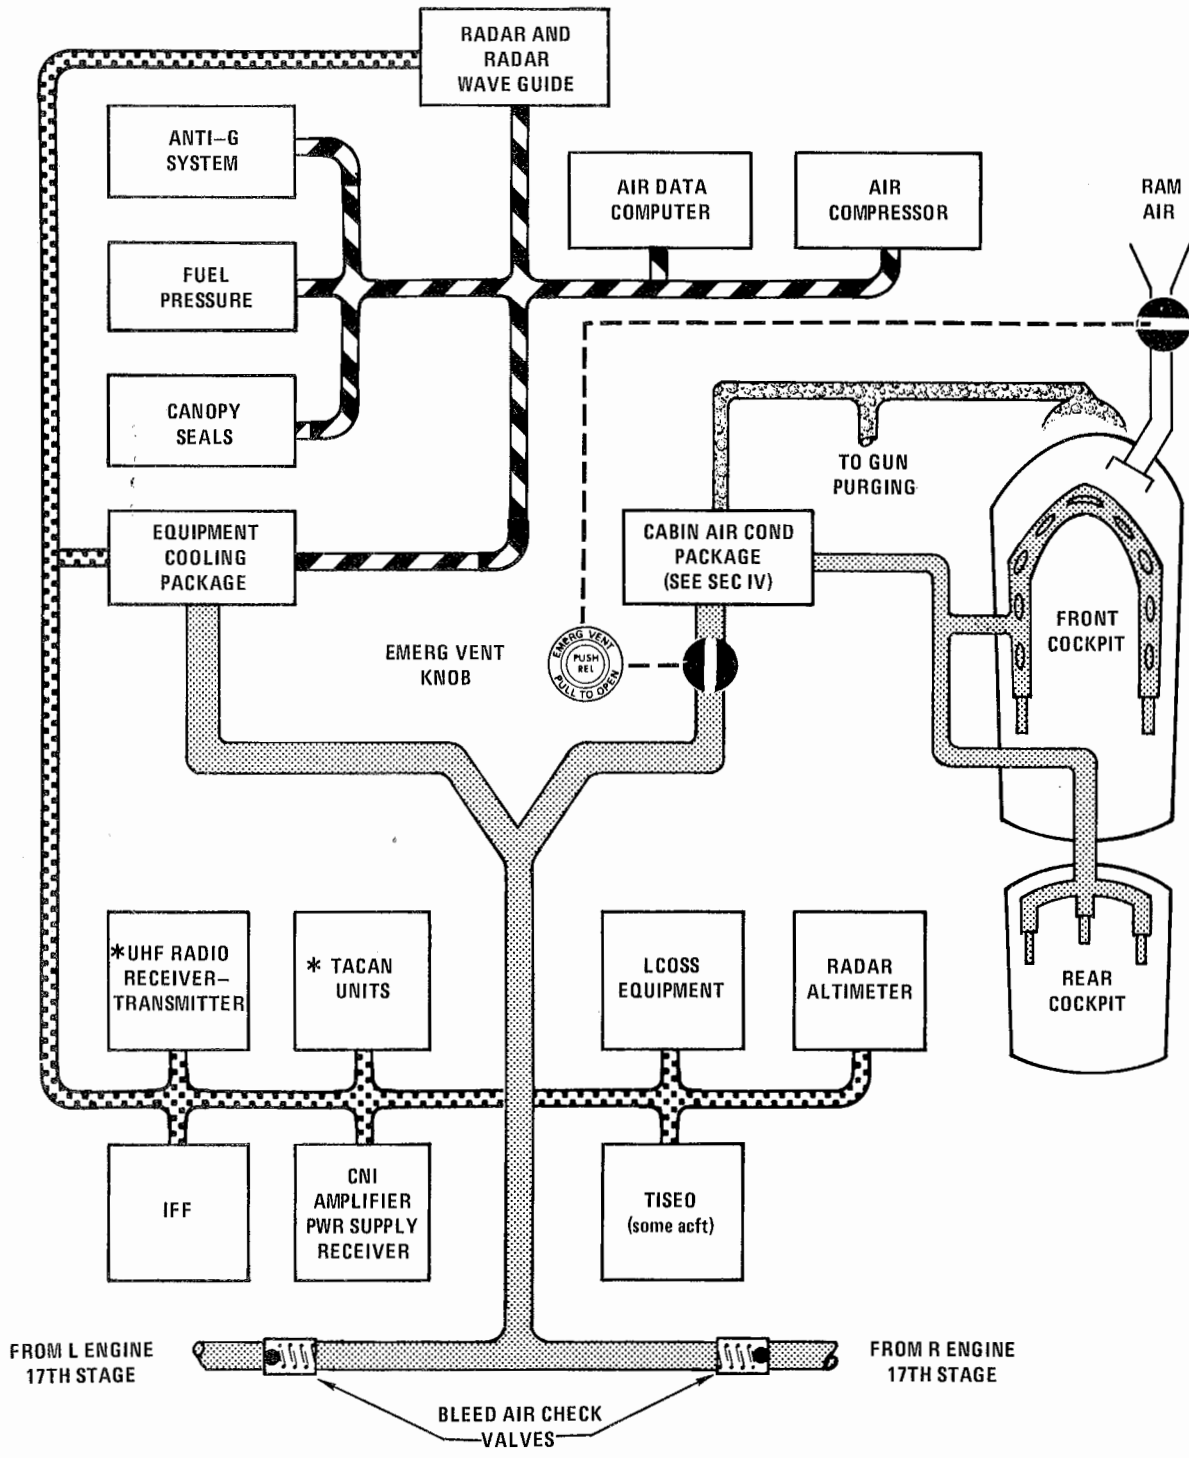 RADAR AND
RADAR
WAVE GUIDE
ANTI–G
SYSTEM
AIR DATA
COMPUTER
AIR
COMPRESSOR
RAM
AIR
FUEL
PRESSURE
CANOPY
SEALS
TO GUN
PURGING
EQUIPMENT
COOLING
PACKAGE
CABIN AIR COND
PACKAGE
(SEE SEC IV)
FRONT
COCKPIT
EMERG VENT
KNOB
EMERG VENT
PUSH
REL
PULL TO OPEN
*UHF RADIO
RECEIVER–
TRANSMITTER
* TACAN
UNITS
LCOSS
EQUIPMENT
RADAR
ALTIMETER
REAR
COCKPIT
IFF
CNI
AMPLIFIER
PWR SUPPLY
RECEIVER
TISEO
(some acft)
FROM L ENGINE
17TH STAGE
FROM R ENGINE
17TH STAGE
BLEED AIR CHECK
VALVES